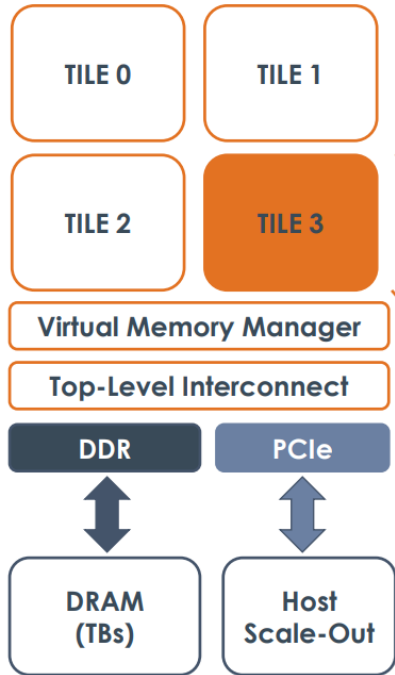 TILE 0
TILE 1
TILE 2
TILE 3
Virtual Memory Manager
Top-Level Interconnect
DDR
PCIe
DRAM
(TBs)
Host
Scale-Out